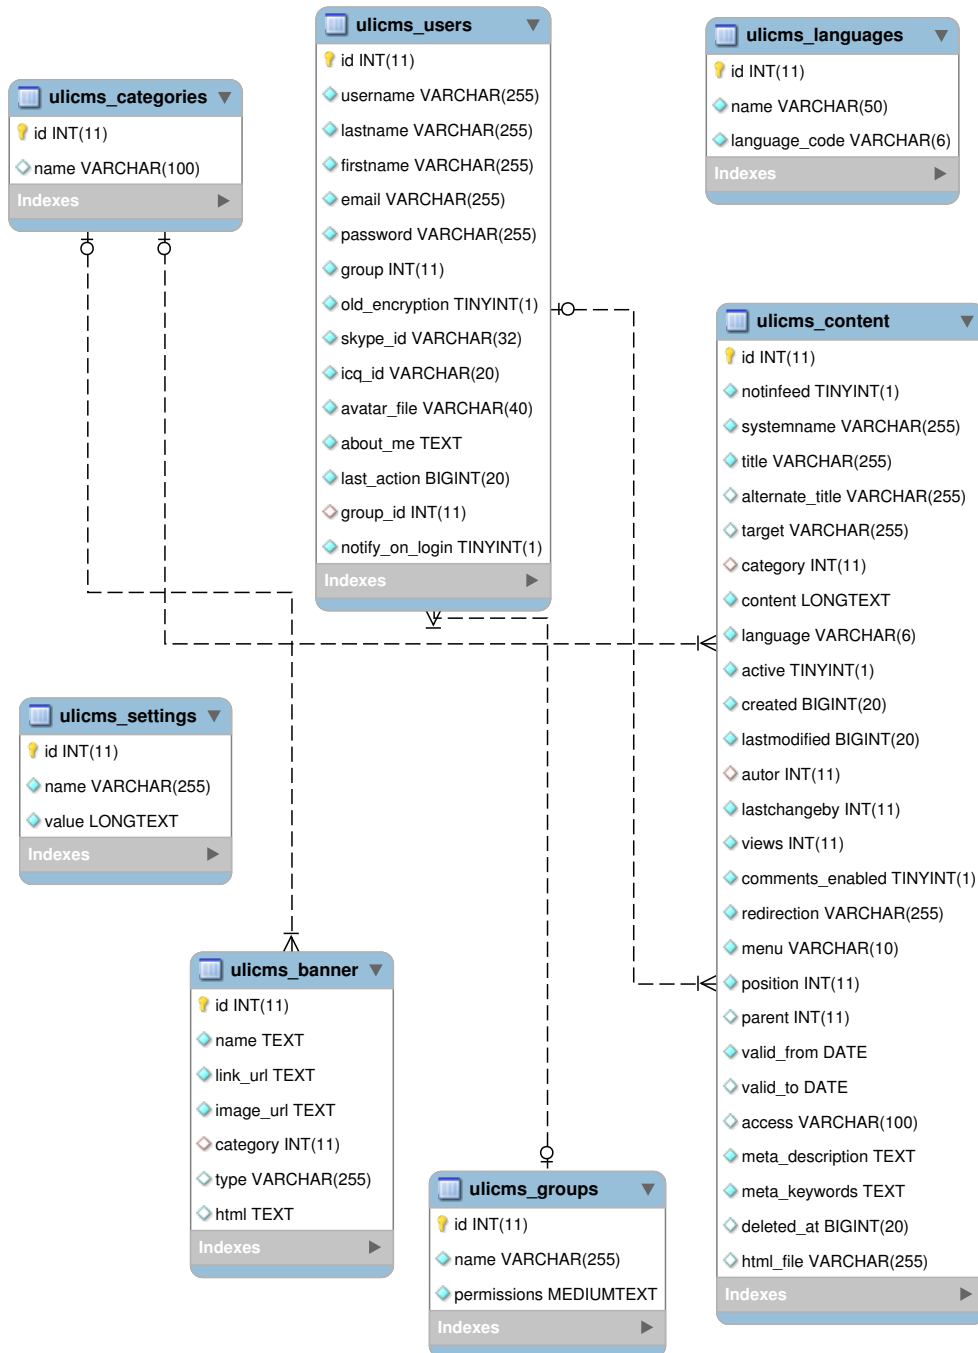 ulicms_users
id INT(11)
username VARCHAR(255)
lastname VARCHAR(255)
firstname VARCHAR(255)
email VARCHAR(255)
password VARCHAR(255)
group INT(11)
old_encryption TINYINT(1)
skype_id VARCHAR(32)
icq_id VARCHAR(20)
avatar_file VARCHAR(40)
about_me TEXT
last_action BIGINT(20)
group_id INT(11)
notify_on_login TINYINT(1)
Indexes
ulicms_languages
id INT(11)
name VARCHAR(50)
language_code VARCHAR(6)
Indexes
ulicms_categories
id INT(11)
name VARCHAR(100)
Indexes
ulicms_content
id INT(11)
notinfeed TINYINT(1)
systemname VARCHAR(255)
title VARCHAR(255)
alternate_title VARCHAR(255)
target VARCHAR(255)
category INT(11)
content LONGTEXT
language VARCHAR(6)
active TINYINT(1)
created BIGINT(20)
lastmodified BIGINT(20)
autor INT(11)
lastchangeby INT(11)
views INT(11)
comments_enabled TINYINT(1)
redirection VARCHAR(255)
menu VARCHAR(10)
position INT(11)
parent INT(11)
valid_from DATE
valid_to DATE
access VARCHAR(100)
meta_description TEXT
meta_keywords TEXT
deleted_at BIGINT(20)
html_file VARCHAR(255)
Indexes
ulicms_settings
id INT(11)
name VARCHAR(255)
value LONGTEXT
Indexes
ulicms_banner
id INT(11)
name TEXT
link_url TEXT
image_url TEXT
category INT(11)
type VARCHAR(255)
html TEXT
Indexes
ulicms_groups
id INT(11)
name VARCHAR(255)
permissions MEDIUMTEXT
Indexes